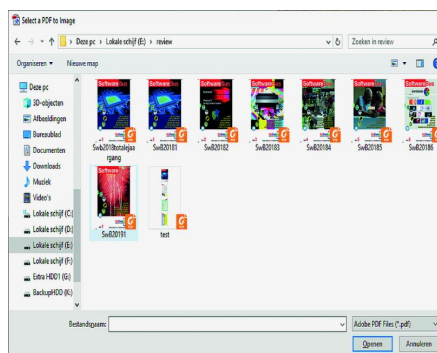 Select a PDF to Image
Deze pc > Lokale schijf (E:) > review
Zoeken in review
Organiseren
Nieuwe map
Deze pc
3D-objecten
Afbeeldingen
Bureaublad
Documenten
Downloads
Muziek
Video's
Lokale schijf (C:)
Lokale schijf (D:)
Lokale schijf (E:)
Lokale schijf (F:)
Extra HDD1 (G:)
BackupHDD (K:)
Swb2018totalejaa
rgang
SwB20181
SwB20182
SwB20183
SwB20184
SwB20185
SwB20186
SwB20191
test
Bestandsnaam:
Adobe PDF Files (*.pdf)
Openen
Annuleren